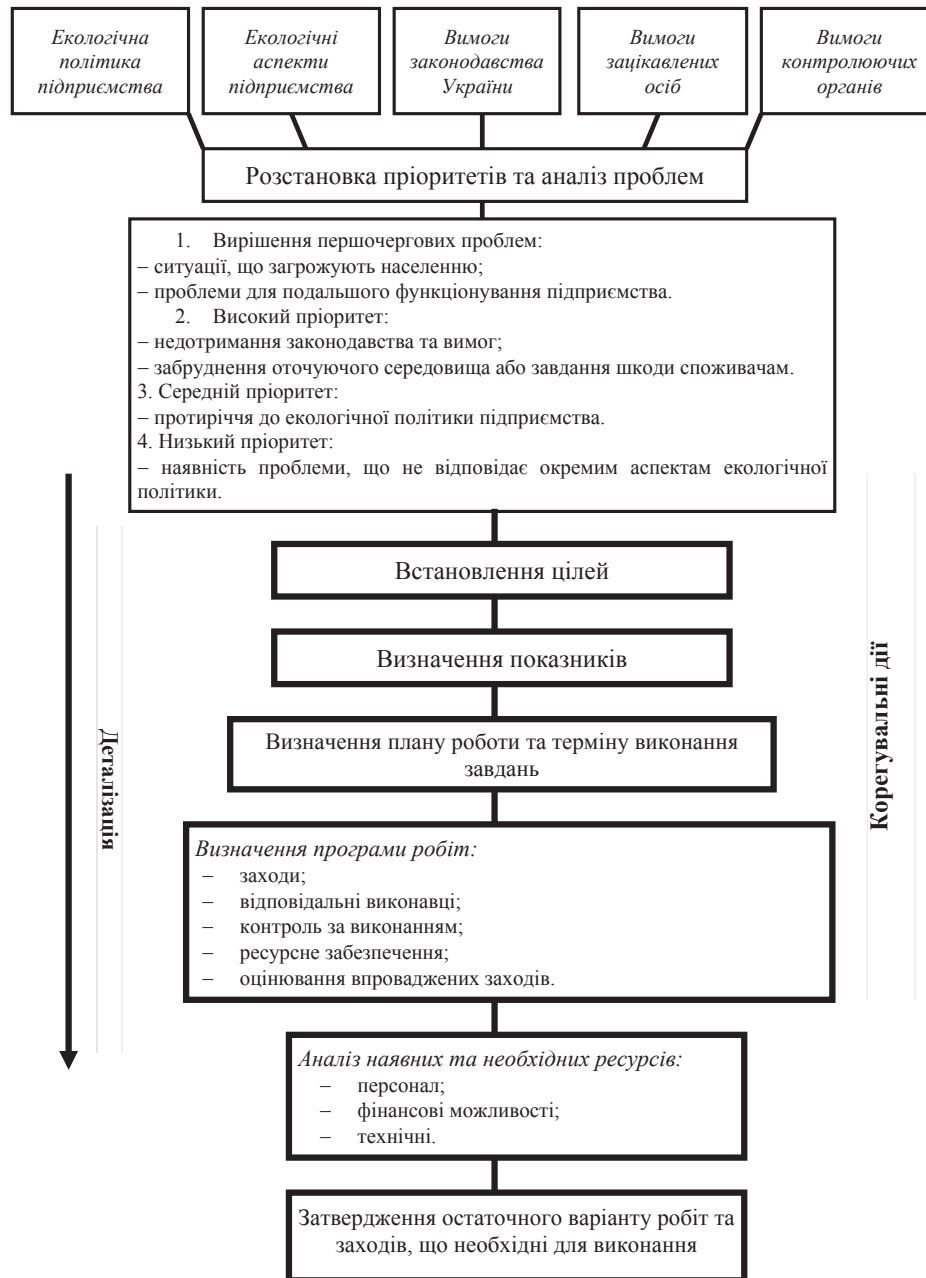 Екологічна
політика
підприємства
Екологічні
аспекти
підприємства
Вимоги
законодавства
України
Вимоги
зацікавлених
осіб
Вимоги
контролюючих
органів
Розстановка пріоритетів та аналіз проблем
1. Вирішення першочергових проблем:
– ситуації, що загрожують населенню;
– проблеми для подальшого функціонування підприємства.
2. Високий пріоритет:
– недотримання законодавства та вимог;
– забруднення оточуючого середовища або завдання шкоди споживачам.
3. Середній пріоритет:
– протиріччя до екологічної політики підприємства.
4. Низький пріоритет:
– наявність проблеми, що не відповідає окремим аспектам екологічної
політики.
Встановлення цілей
Визначення показників
Визначення плану роботи та терміну виконання
завдань
Деталізація
Корегувальні дії
Визначення програми робіт:
– заходи;
– відповідальні виконавці;
– контроль за виконанням;
– ресурсне забезпечення;
– оцінювання впроваджених заходів.
Аналіз наявних та необхідних ресурсів:
– персонал;
– фінансові можливості;
– технічні.
Затвердження остаточного варіанту робіт та
заходів, що необхідні для виконання